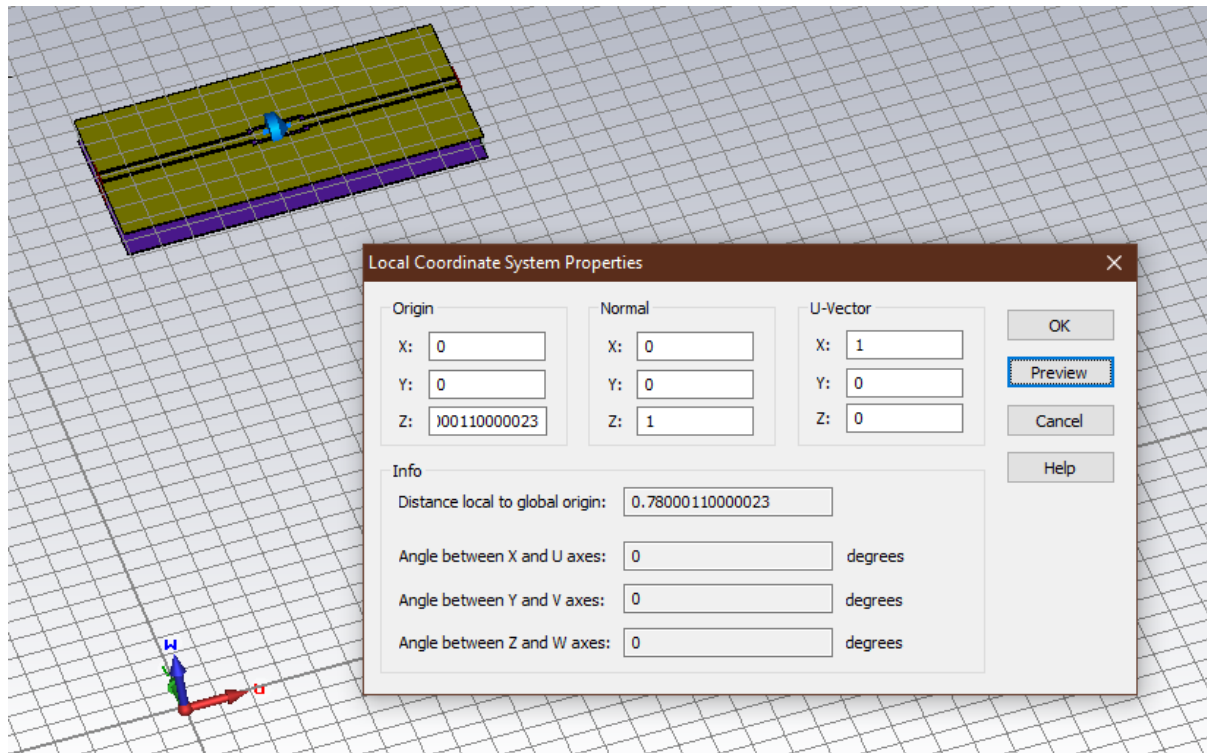 Local Coordinate System Properties
Origin
Normal
U-Vector
X: 0
X: 0
X: 1
OK
Y: 0
Y: 0
Y: 0
Preview
Z: 000110000023
Z: 1
Z: 0
Cancel
Help
Info
Distance local to global origin: 0.78000110000023
Angle between X and U axes: 0 degrees
Angle between Y and V axes: 0 degrees
Angle between Z and W axes: 0 degrees